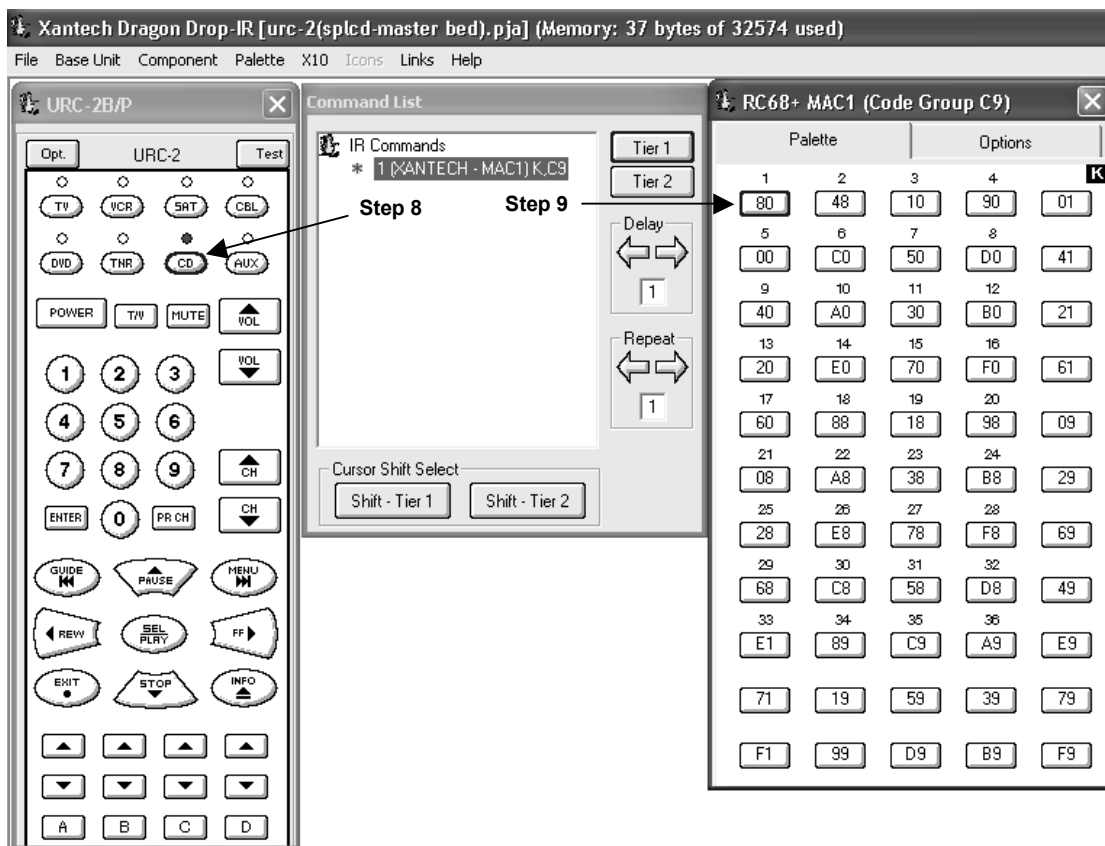 Xantech Dragon Drop-IR [urc-2(splcd-master bed).pja] (Memory: 37 bytes of 32574 used)
File Base Unit Component Palette X10 Icons Links Help
URC-2B/P
Opt. URC-2 Test
TV VCR SAT CBL
DVD TNR CD AUX
POWER T/V MUTE VOL
VOL
1 2 3
4 5 6
7 8 9 CH
ENTER 0 PR CH CH
GUIDE PAUSE MENU
REW SEL PLAY FF
EXIT STOP INFO
A B C D
Command List
IR Commands
* 1 (XANTECH - MAC1) K,C9
Tier 1
Tier 2
Step 8
Step 9
Delay
1
Repeat
1
Cursor Shift Select
Shift - Tier 1 Shift - Tier 2
RC68+ MAC1 (Code Group C9)
Palette Options
K
1 2 3 4
80 48 10 90 01
5 6 7 8
00 C0 50 D0 41
9 10 11 12
40 A0 30 B0 21
13 14 15 16
20 E0 70 F0 61
17 18 19 20
60 88 18 98 09
21 22 23 24
08 A8 38 B8 29
25 26 27 28
28 E8 78 F8 69
29 30 31 32
68 C8 58 D8 49
33 34 35 36
E1 89 C9 A9 E9
71 19 59 39 79
F1 99 D9 B9 F9